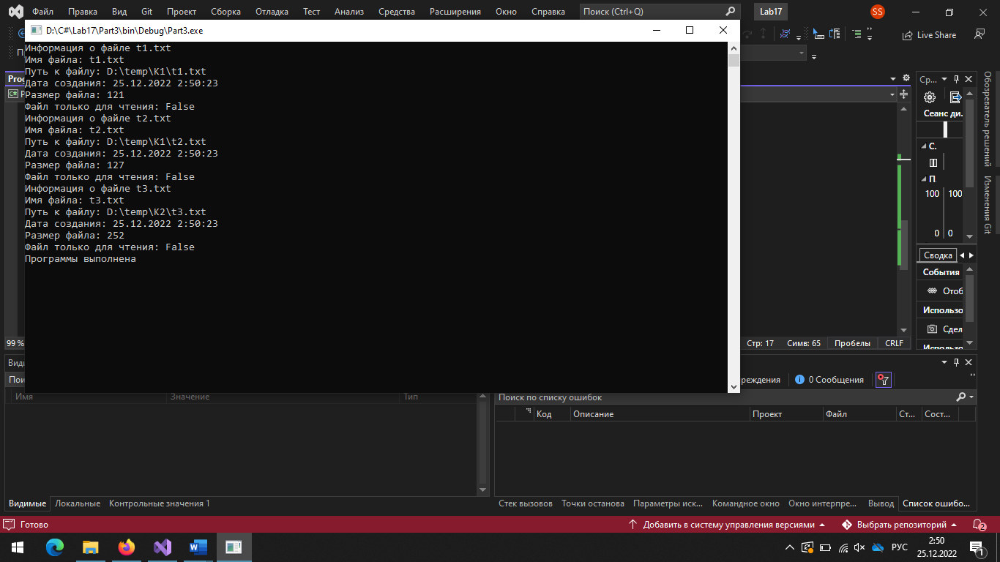 Файл Правка Вид Git Проект Сборка Отладка Тест Анализ Средства Расширения Окно Справка Поиск (Ctrl+Q) Lab17 SS
D:\C#\Lab17\Part3\bin\Debug\Part3.exe
Live Share
Информация о файле t1.txt
Имя файла: t1.txt
Путь к файлу: D:\temp\K1\t1.txt
Дата создания: 25.12.2022 2:50:23
Размер файла: 121
Файл только для чтения: False
Информация о файле t2.txt
Имя файла: t2.txt
Путь к файлу: D:\temp\K1\t2.txt
Дата создания: 25.12.2022 2:50:23
Размер файла: 127
Файл только для чтения: False
Информация о файле t3.txt
Имя файла: t3.txt
Путь к файлу: D:\temp\K2\t3.txt
Дата создания: 25.12.2022 2:50:23
Размер файла: 252
Файл только для чтения: False
Программы выполнена
Ср...
Сеанс ди...
С.
П.
100 100
0 0
Сводка
События
Отоб
Использо
Сдел
Обозреватель решений
Изменения Git
99 % Стр: 17 Симв: 65 Пробелы CRLF
Види
Пои
Имя Значение Тип
реждения 0 Сообщения
Поиск по списку ошибок
Код Описание Проект Файл Ст... Сост...
Видимые Локальные Контрольные значения 1
Стек вызовов Точки останова Параметры иск... Командное окно Окно интерпре... Вывод Список ошибо...
Готово Добавить в систему управления версиями Выбрать репозиторий 2
РУС 2:50
25.12.2022 1